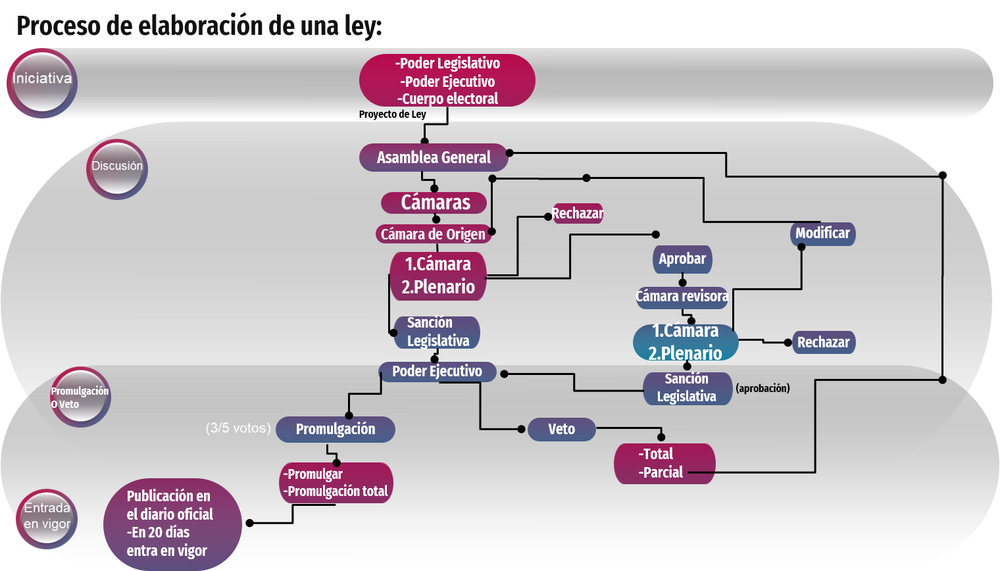 Proceso de elaboración de una ley:
Iniciativa
-Poder Legislativo
-Poder Ejecutivo
-Cuerpo electoral
Proyecto de Ley
Discusión
Asamblea General
Cámaras
Cámara de Origen
Rechazar
Modificar
1.Cámara
2.Plenario
Aprobar
Cámara revisora
Sanción
Legislativa
1.Cámara
2.Plenario
Rechazar
Poder Ejecutivo
Sanción
Legislativa
(aprobación)
Promulgación
O Veto
(3/5 votos)
Promulgación
Veto
-Total
-Parcial
-Promulgar
-Promulgación total
Entrada
en vigor
Publicación en
el diario oficial
-En 20 días
entra en vigor